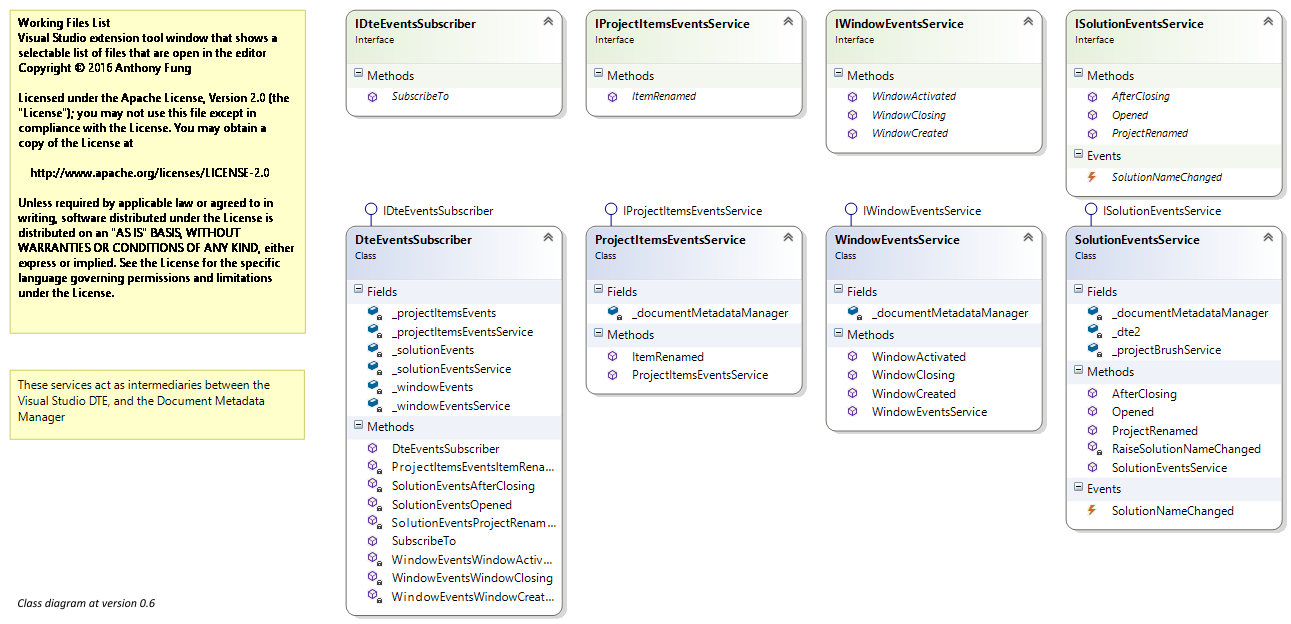 Working Files List
Visual Studio extension tool window that shows a
selectable list of files that are open in the editor
Copyright © 2016 Anthony Fung
Licensed under the Apache License, Version 2.0 (the
"License"); you may not use this file except in
compliance with the License. You may obtain a
copy of the License at
http://www.apache.org/licenses/LICENSE-2.0
Unless required by applicable law or agreed to in
writing, software distributed under the License is
distributed on an "AS IS" BASIS, WITHOUT
WARRANTIES OR CONDITIONS OF ANY KIND, either
express or implied. See the License for the specific
language governing permissions and limitations
under the License.
These services act as intermediaries between the
Visual Studio DTE, and the Document Metadata
Manager
Class diagram at version 0.6
IDteEventsSubscriber
Interface
Methods
SubscribeTo
IProjectItemsEventsService
Interface
Methods
ItemRenamed
IWindowEventsService
Interface
Methods
WindowActivated
WindowClosing
WindowCreated
ISolutionEventsService
Interface
Methods
AfterClosing
Opened
ProjectRenamed
Events
SolutionNameChanged
IDteEventsSubscriber
DteEventsSubscriber
Class
Fields
_projectItemsEvents
_projectItemsEventsService
_solutionEvents
_solutionEventsService
_windowEvents
_windowEventsService
Methods
DteEventsSubscriber
ProjectItemsEventsItemRena...
SolutionEventsAfterClosing
SolutionEventsOpened
SolutionEventsProjectRenam...
SubscribeTo
WindowEventsWindowActiv...
WindowEventsWindowClosing
WindowEventsWindowCreat...
IProjectItemsEventsService
ProjectItemsEventsService
Class
Fields
_documentMetadataManager
Methods
ItemRenamed
ProjectItemsEventsService
IWindowEventsService
WindowEventsService
Class
Fields
_documentMetadataManager
Methods
WindowActivated
WindowClosing
WindowCreated
WindowEventsService
ISolutionEventsService
SolutionEventsService
Class
Fields
_documentMetadataManager
_dte2
_projectBrushService
Methods
AfterClosing
Opened
ProjectRenamed
RaiseSolutionNameChanged
SolutionEventsService
Events
SolutionNameChanged